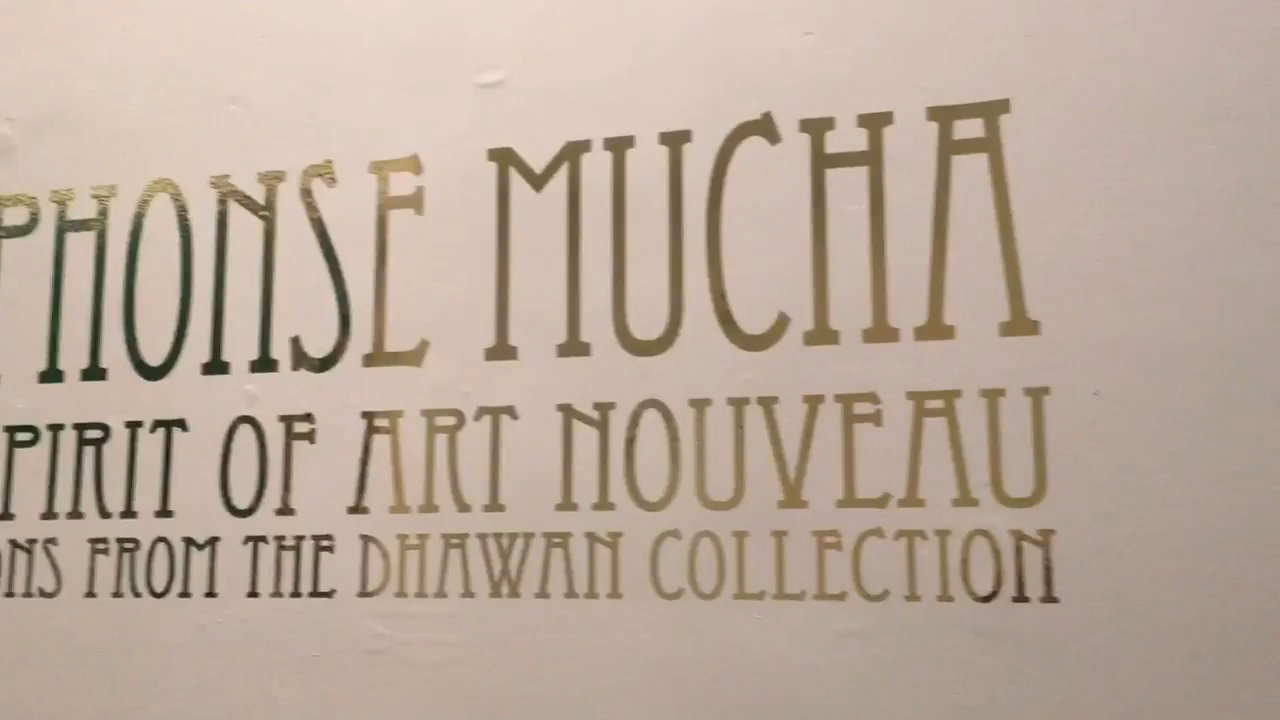 PHONSE MUCHA
PIRIT OF ART NOUVEAU
ONS FROM THE DHAWAN COLLECTION